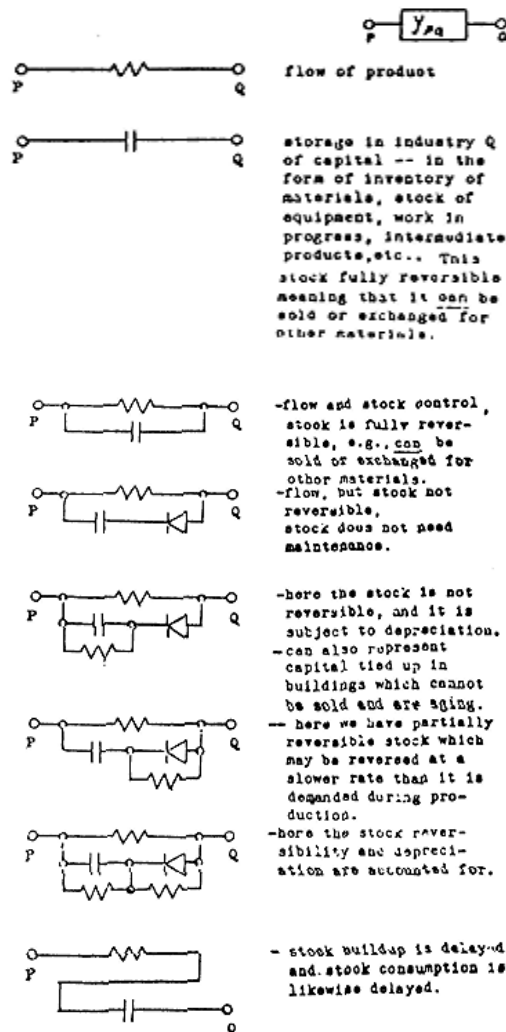 Y_PQ
P Q
flow of product
P Q
storage in industry Q
of capital -- in the
form of inventory of
materials, stock of
equipment, work in
progress, intermediate
products,etc.. This
stock fully reversible
meaning that it can be
sold or exchanged for
other materials.
P Q
-flow and stock control,
stock is fully rever-
sible, e.g., can be
sold or exchanged for
other materials.
P Q
-flow, but stock not
reversible,
stock does not need
maintenance.
P Q
-here the stock is not
reversible, and it is
subject to depreciation.
-can also represent
capital tied up in
buildings which cannot
be sold and are aging.
P Q
-- here we have partially
reversible stock which
may be reversed at a
slower rate than it is
demanded during pro-
duction.
P Q
-here the stock rever-
sibility and depreci-
ation are accounted for.
P Q
P
- stock buildup is delayed
and stock consumption is
likewise delayed.
Q